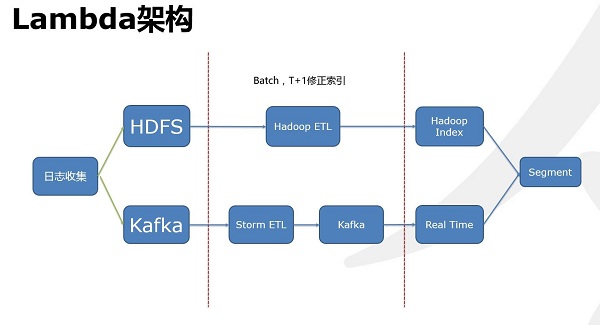 Lambda架构
Batch，T+1修正索引
HDFS
Hadoop ETL
Hadoop
Index
日志收集
Segment
Kafka
Storm ETL
Kafka
Real Time